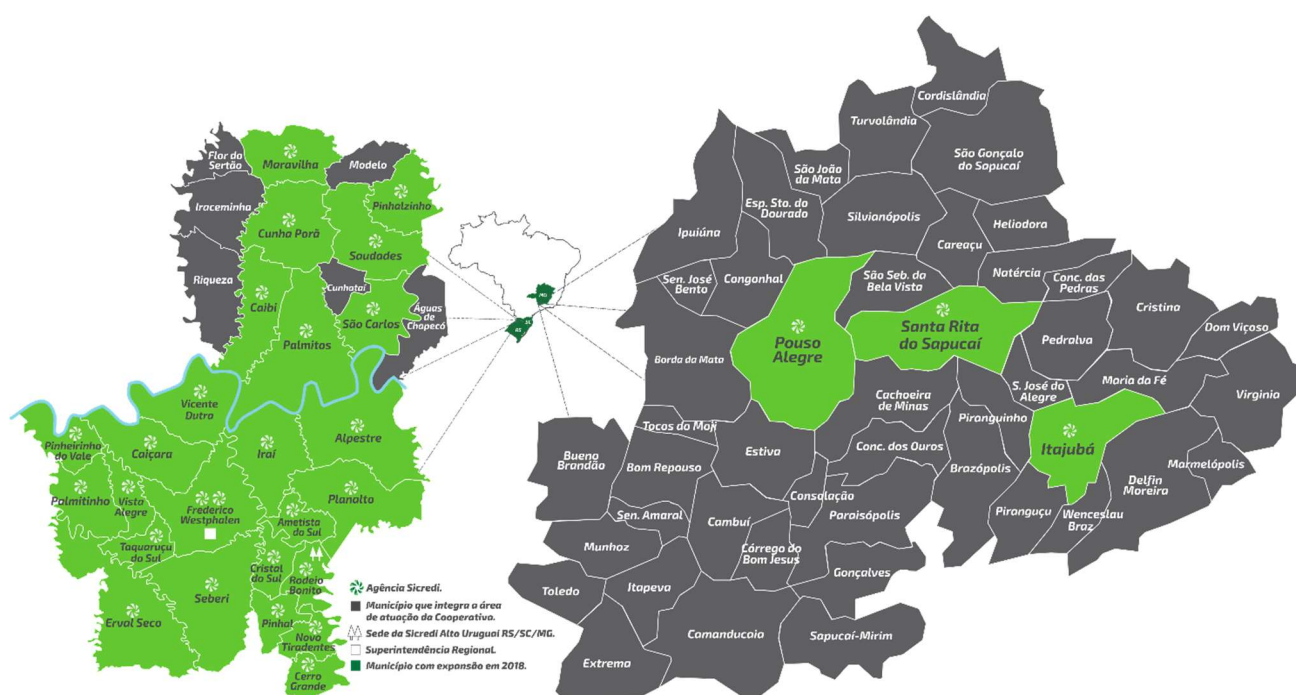 Flor da
Sertão
Maravilha
Modelo
Iraceminha
Pinhalzinho
Cunha Porã
Saudades
Riqueza
Cunhataí
Caibi
São Carlos
Águas
de
Chapecó
Palmitos
Vicente
Dutra
Alpestre
Pinheirinho
do Vale
Caiçara
Iraí
Palmitinho
Vista
Alegre
Frederico
Westphalen
Planalto
Ametista
do Sul
Taquaruçu
do Sul
Cristal
do Sul
Rodeio
Bonito
Seberi
Erval Seco
Pinhal
Novo
Tiradentes
Cerro
Grande
MG
SC
RS
Agência Sicredi.
Município que integra a área
de atuação da Cooperativa.
Sede da Sicredi Alto Uruguai RS/SC/MG.
Superintendência Regional.
Município com expansão em 2018.
Cordislândia
Turvolândia
São Gonçalo
do Sapucaí
São João
da Mata
Esp. Sto. do
Dourado
Silvianópolis
Ipuiúna
Heliodora
Careaçu
Sen. José
Bento
Congonhal
São Seb. da
Bela Vista
Natércia
Conc. das
Pedras
Cristina
Dom Viçoso
Santa Rita
do Sapucaí
Pouso
Alegre
Pedralva
Borda da Mata
S. José do
Alegre
Maria da Fé
Virginia
Cachoeira
de Minas
Piranguinho
Tocos do Moji
Itajubá
Bueno
Brandão
Bom Repouso
Estiva
Conc. dos Ouros
Brazópolis
Marmelópolis
Delfin
Moreira
Consolação
Paraisópolis
Piranguçu
Wenceslau
Braz
Sen. Amaral
Cambuí
Munhoz
Córrego do
Bom Jesus
Gonçalves
Toledo
Itapeva
Camanducaia
Sapucaí-Mirim
Extrema